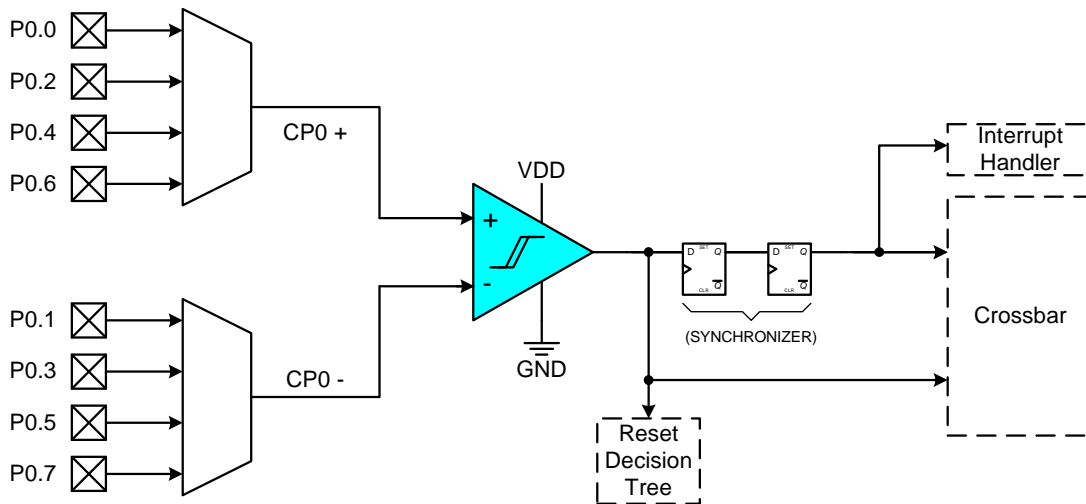 P0.0
P0.2
P0.4
P0.6
CP0 +
Interrupt
Handler
VDD
+
-
GND
D SET Q
Q
CLR
D SET Q
Q
CLR
(SYNCHRONIZER)
Crossbar
P0.1
P0.3
P0.5
P0.7
CP0 -
Reset
Decision
Tree